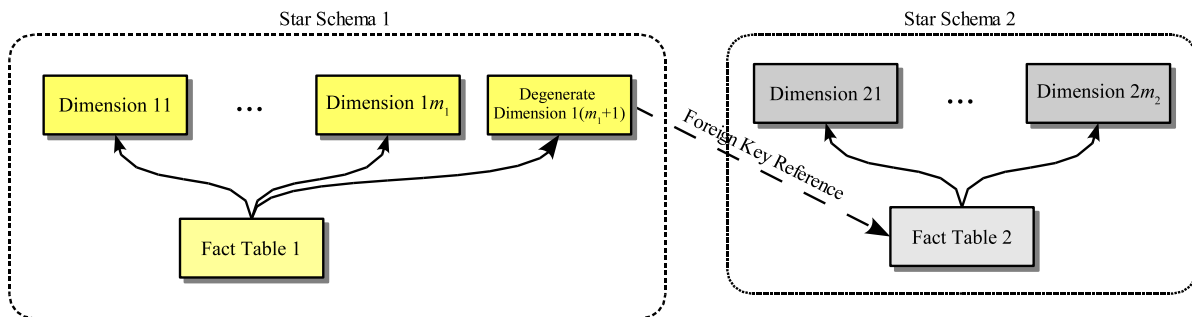 Star Schema 1
Star Schema 2
Dimension 11
...
Dimension 1m₁
Degenerate
Dimension 1(m₁+1)
Dimension 21
...
Dimension 2m₂
Foreign Key Reference
Fact Table 1
Fact Table 2